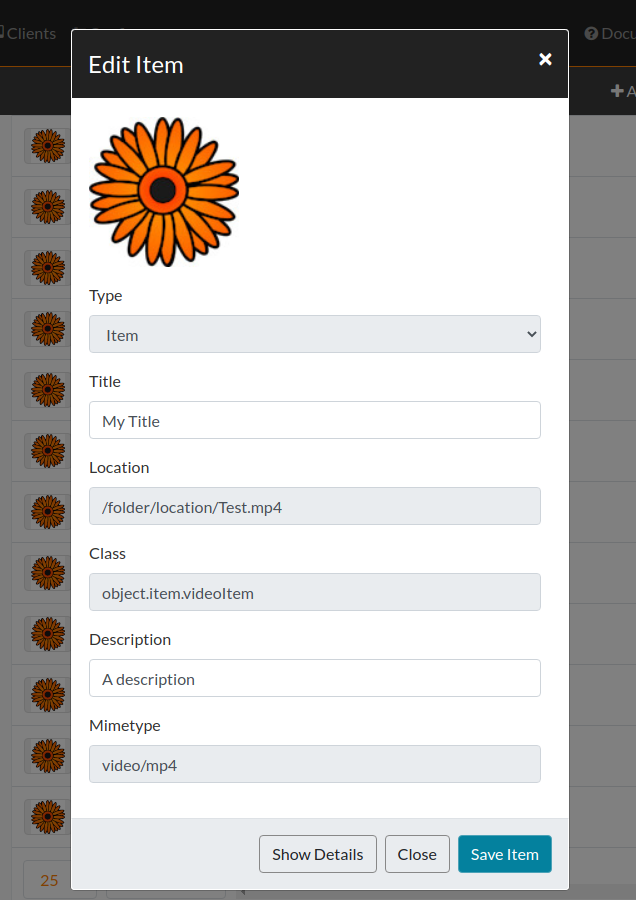 Clients
Docu
Edit Item
×
A
Type
Item
Title
My Title
Location
/folder/location/Test.mp4
Class
object.item.videoItem
Description
A description
Mimetype
video/mp4
Show Details
Close
Save Item
25